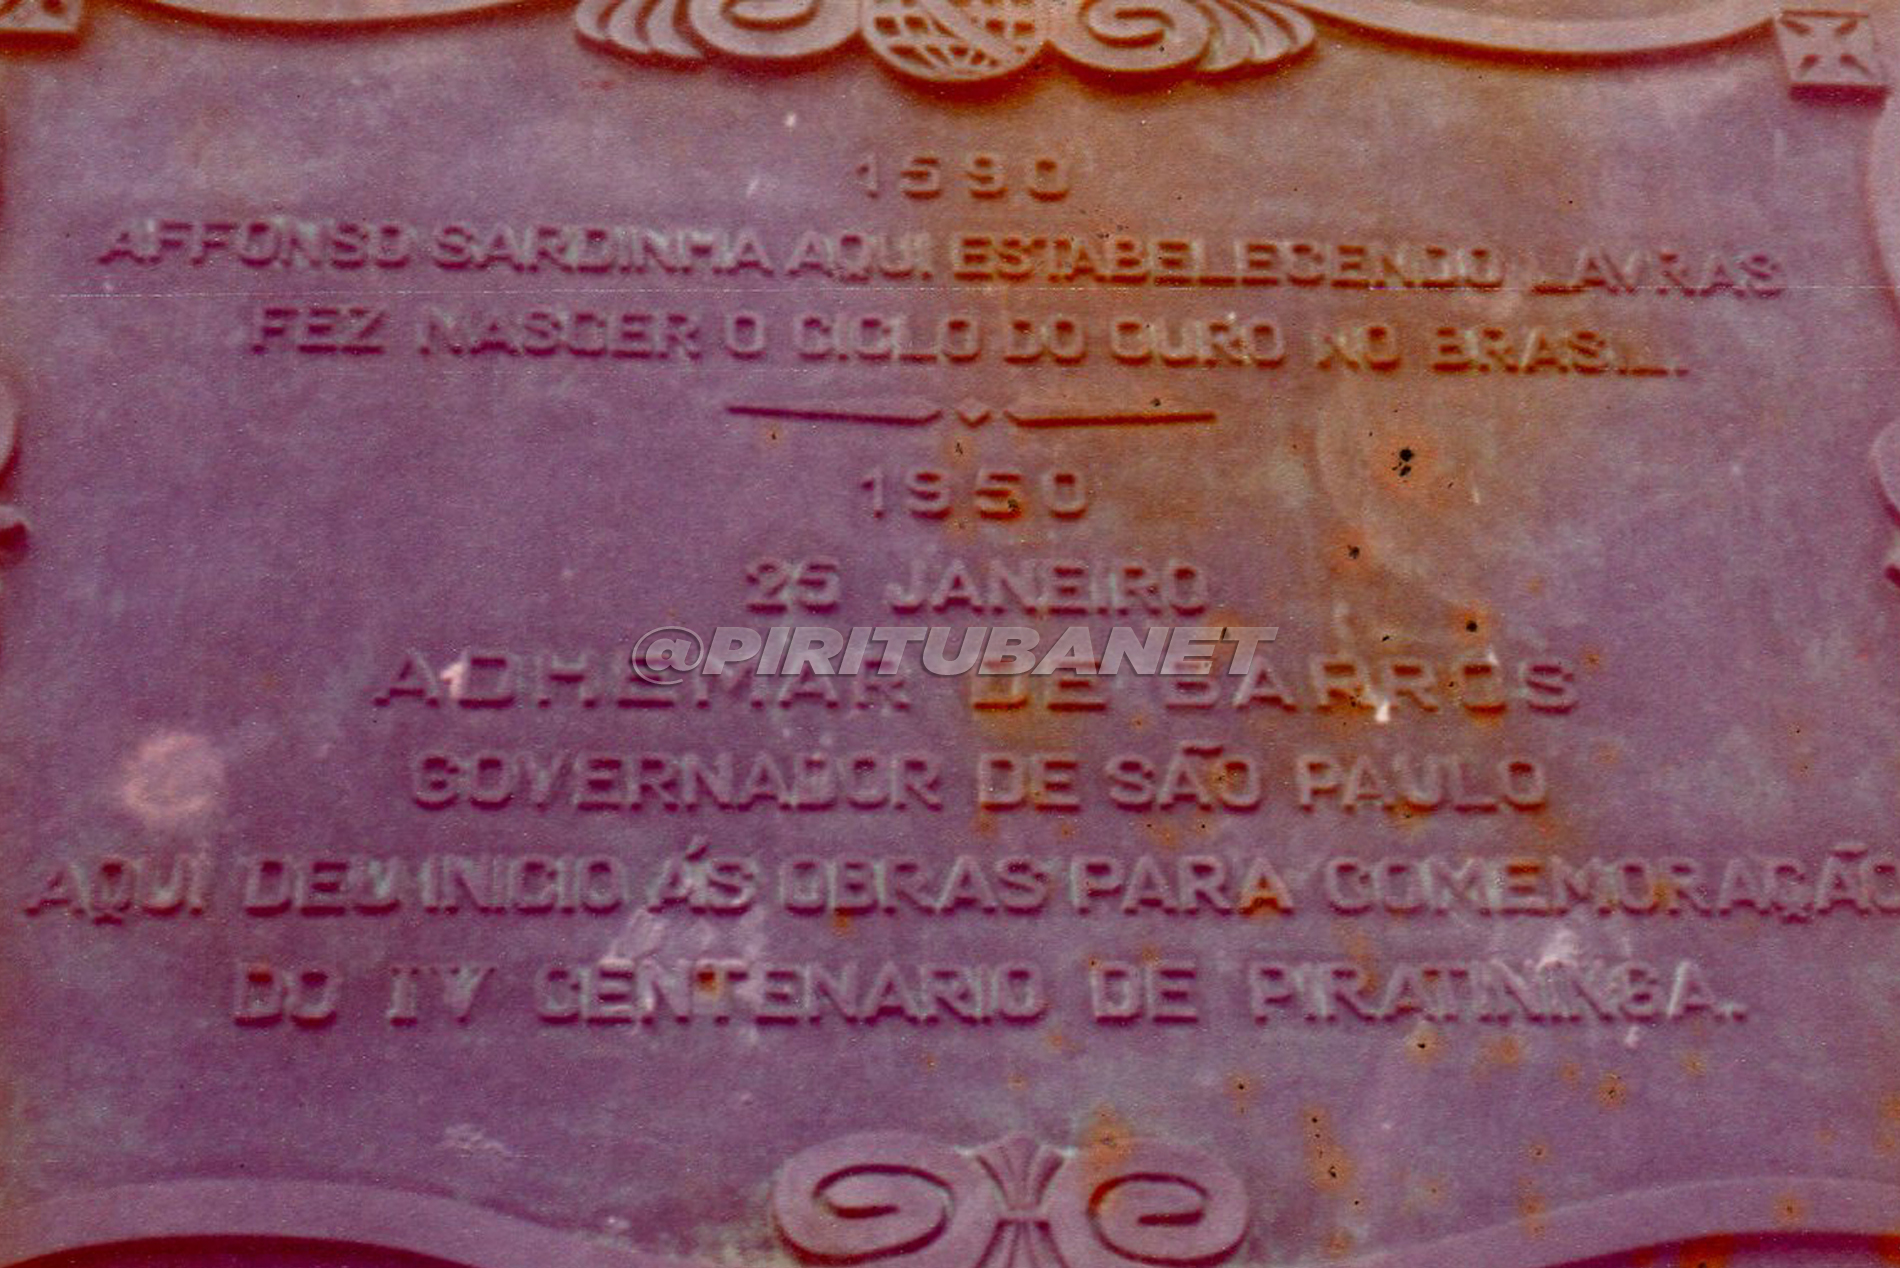 1590
AFFONSO SARDINHA AQUI ESTABELECENDO LAVRAS
FEZ NASCER O CICLO DO OURO NO BRASIL.
1950
25 JANEIRO
@PIRITUBANET
ADHEMAR DE BARROS
GOVERNADOR DE SÃO PAULO
AQUI DEU INICIO ÁS OBRAS PARA COMEMORAÇÃO
DO IV CENTENARIO DE PIRATININGA.